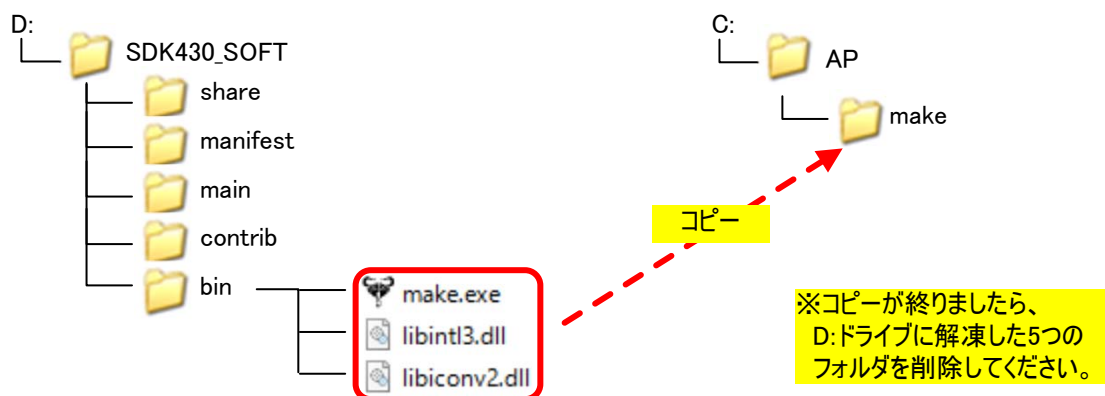 D:
SDK430_SOFT
share
manifest
main
contrib
bin
make.exe
libintl3.dll
libiconv2.dll
C:
AP
make
コピー
※コピーが終りましたら、
D:ドライブに解凍した5つの
フォルダを削除してください。